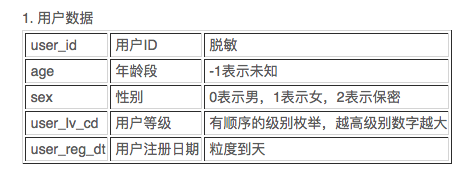 1. 用户数据
user_id 用户ID 脱敏
age 年龄段 -1表示未知
sex 性别 0表示男，1表示女，2表示保密
user_lv_cd 用户等级 有顺序的级别枚举，越高级别数字越大
user_reg_dt 用户注册日期 粒度到天